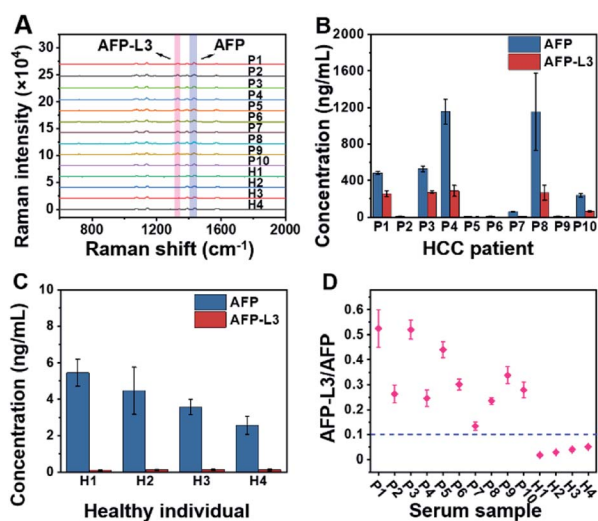 A
AFP-L3 AFP
Raman intensity (×10⁴)
30
25
20
15
10
5
0
P1
P2
P3
P4
P5
P6
P7
P8
P9
P10
H1
H2
H3
H4
800 1200 1600 2000
Raman shift (cm⁻¹)
B
AFP
AFP-L3
Concentration (ng/mL)
2000
1600
1200
800
400
0
P1 P2 P3 P4 P5 P6 P7 P8 P9 P10
HCC patient
C
AFP
AFP-L3
Concentration (ng/mL)
10
8
6
4
2
0
H1 H2 H3 H4
Healthy individual
D
AFP-L3/AFP
0.6
0.5
0.4
0.3
0.2
0.1
0.0
P1 P2 P3 P4 P5 P6 P7 P8 P9 P10 H1 H2 H3 H4
Serum sample